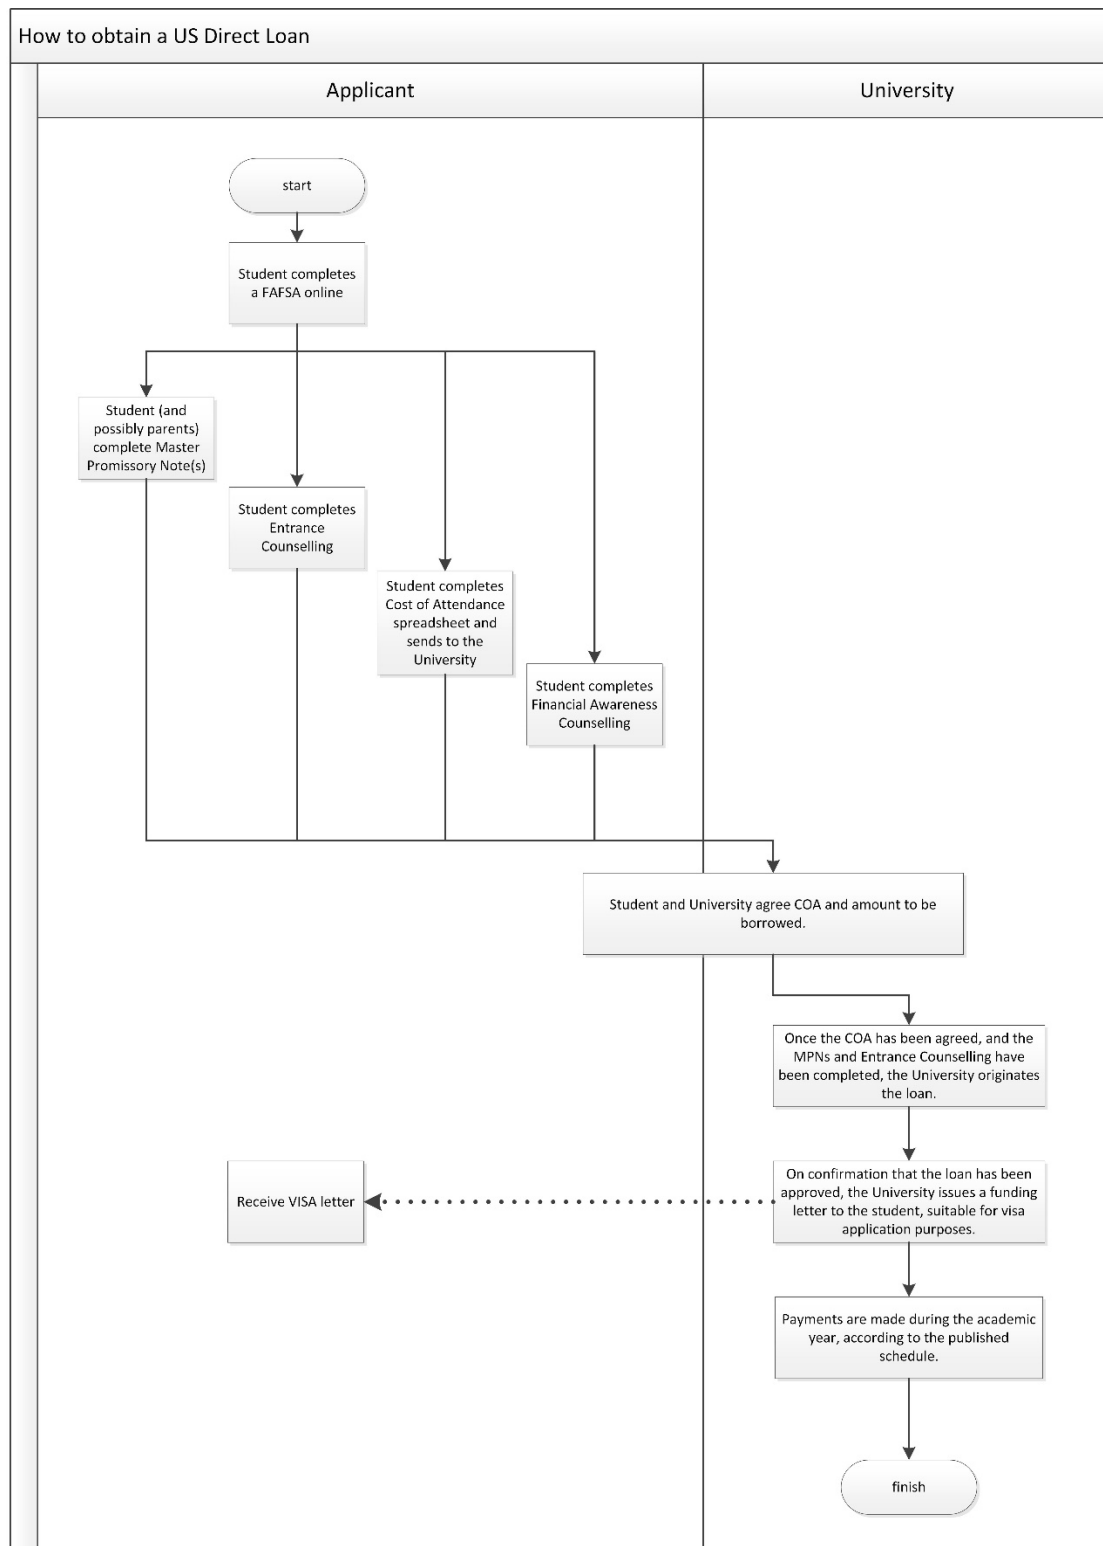 How to obtain a US Direct Loan
Applicant
University
start
Student completes
a FAFSA online
Student (and
possibly parents)
complete Master
Promissory Note(s)
Student completes
Entrance
Counselling
Student completes
Cost of Attendance
spreadsheet and
sends to the
University
Student completes
Financial Awareness
Counselling
Student and University agree COA and amount to be
borrowed.
Once the COA has been agreed, and the
MPNs and Entrance Counselling have
been completed, the University originates
the loan.
On confirmation that the loan has been
approved, the University issues a funding
letter to the student, suitable for visa
application purposes.
Receive VISA letter
Payments are made during the academic
year, according to the published
schedule.
finish